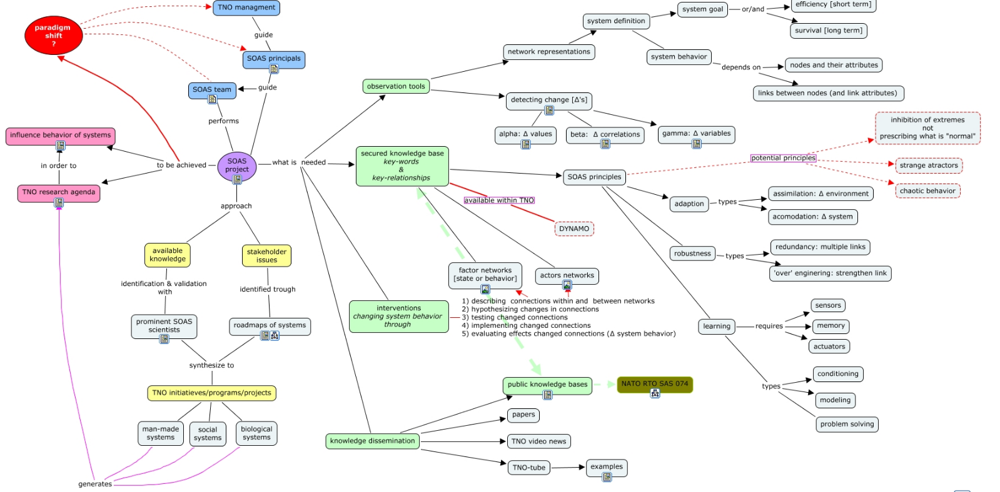 TNO managment
efficiency [short term]
system goal
or/and
paradigm
shift
?
system definition
survival [long term]
guide
network representations
SOAS principals
system behavior
depends on
nodes and their attributes
observation tools
guide
SOAS team
links between nodes (and link attributes)
detecting change [Δ's]
performs
alpha: Δ values
beta:  Δ correlations
gamma: Δ variables
inhibition of extremes
not
prescribing what is "normal"
influence behavior of systems
secured knowledge base
key-words
&
key-relationships
potential principles
in order to
to be achieved
SOAS
project
what is  needed
strange atractors
SOAS principles
chaotic behavior
TNO research agenda
available within TNO
approach
adaption
types
assimilation: Δ environment
acomodation: Δ system
DYNAMO
available
knowledge
stakeholder
issues
robustness
types
redundancy: multiple links
'over' enginering: strengthen link
factor networks
[state or behavior]
actors networks
identification & validation
with
identified trough
1) describing  connections within and  between networks
2) hypothesizing changes in connections
3) testing changed connections
4) implementing changed connections
5) evaluating effects changed connections (Δ system behavior)
interventions
changing system behavior
through
sensors
learning
requires
memory
actuators
prominent SOAS
scientists
roadmaps of systems
synthesize to
conditioning
types
modeling
problem solving
public knowledge bases
NATO RTO SAS 074
TNO initiatieves/programs/projects
papers
man-made
systems
social
systems
biological
systems
knowledge dissemination
TNO video news
TNO-tube
examples
generates